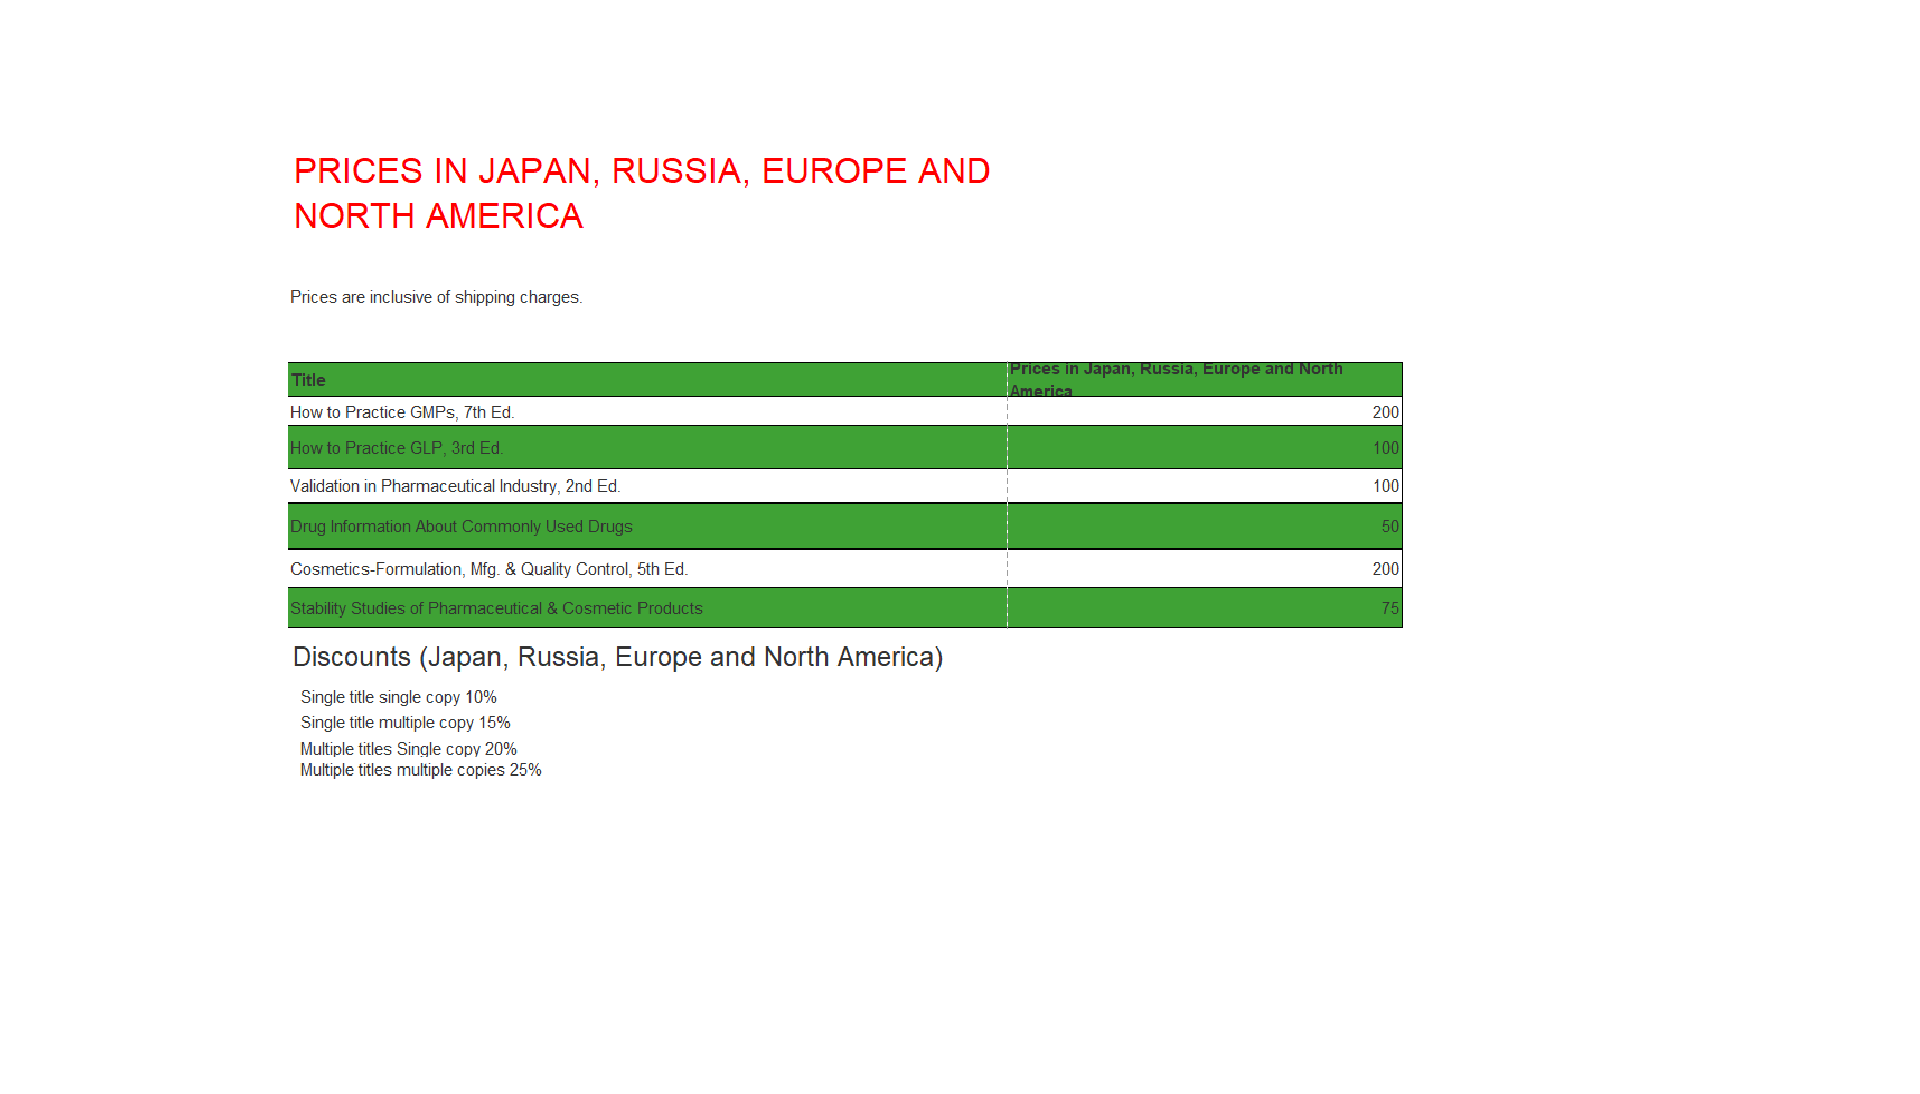 PRICES IN JAPAN, RUSSIA, EUROPE AND
NORTH AMERICA
Prices are inclusive of shipping charges.
Title
Prices in Japan, Russia, Europe and North
America
How to Practice GMPs, 7th Ed. 200
How to Practice GLP, 3rd Ed. 100
Validation in Pharmaceutical Industry, 2nd Ed. 100
Drug Information About Commonly Used Drugs 50
Cosmetics-Formulation, Mfg. & Quality Control, 5th Ed. 200
Stability Studies of Pharmaceutical & Cosmetic Products 75
Discounts (Japan, Russia, Europe and North America)
Single title single copy 10%
Single title multiple copy 15%
Multiple titles Single copy 20%
Multiple titles multiple copies 25%